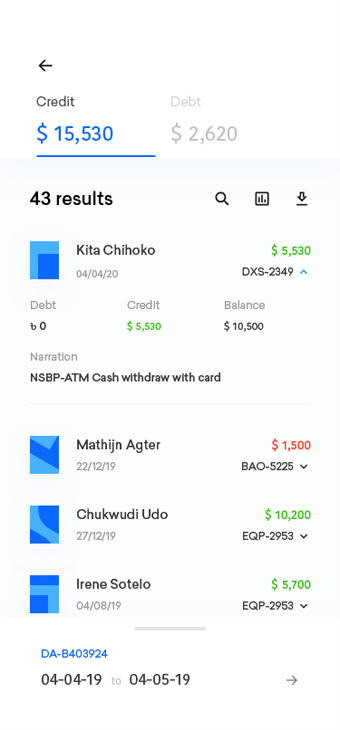 Credit Debt
$ 15,530 $ 2,620
43 results
Kita Chihoko $ 5,530
04/04/20 DXS-2349
Debt Credit Balance
৳ 0 $ 5,530 $ 10,500
Narration
NSBP-ATM Cash withdraw with card
Mathijn Agter $ 1,500
22/12/19 BAO-5225
Chukwudi Udo $ 10,200
27/12/19 EQP-2953
Irene Sotelo $ 5,700
04/08/19 EQP-2953
DA-B403924
04-04-19 to 04-05-19